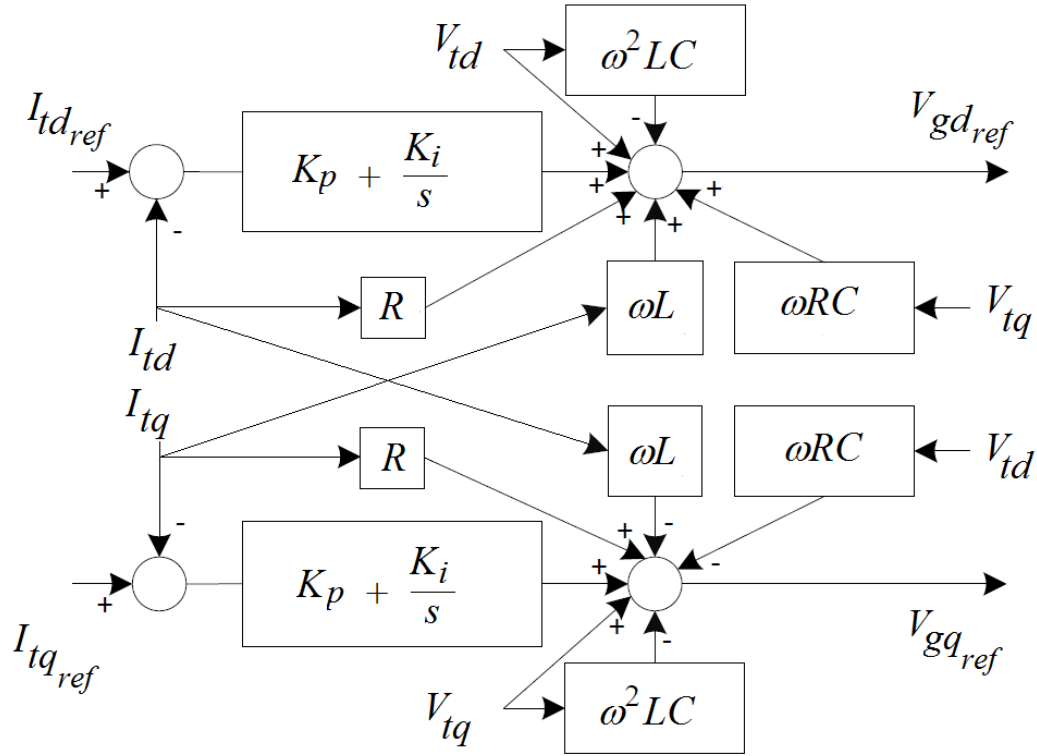 V_td
ω²LC
I_td_ref
V_gd_ref
K_p + K_i/s
+
-
+
+
-
+
+
+
R
ωL
ωRC
V_tq
I_td
I_tq
R
ωL
ωRC
V_td
-
+
-
-
+
+
+
-
K_p + K_i/s
I_tq_ref
V_gq_ref
V_tq
ω²LC